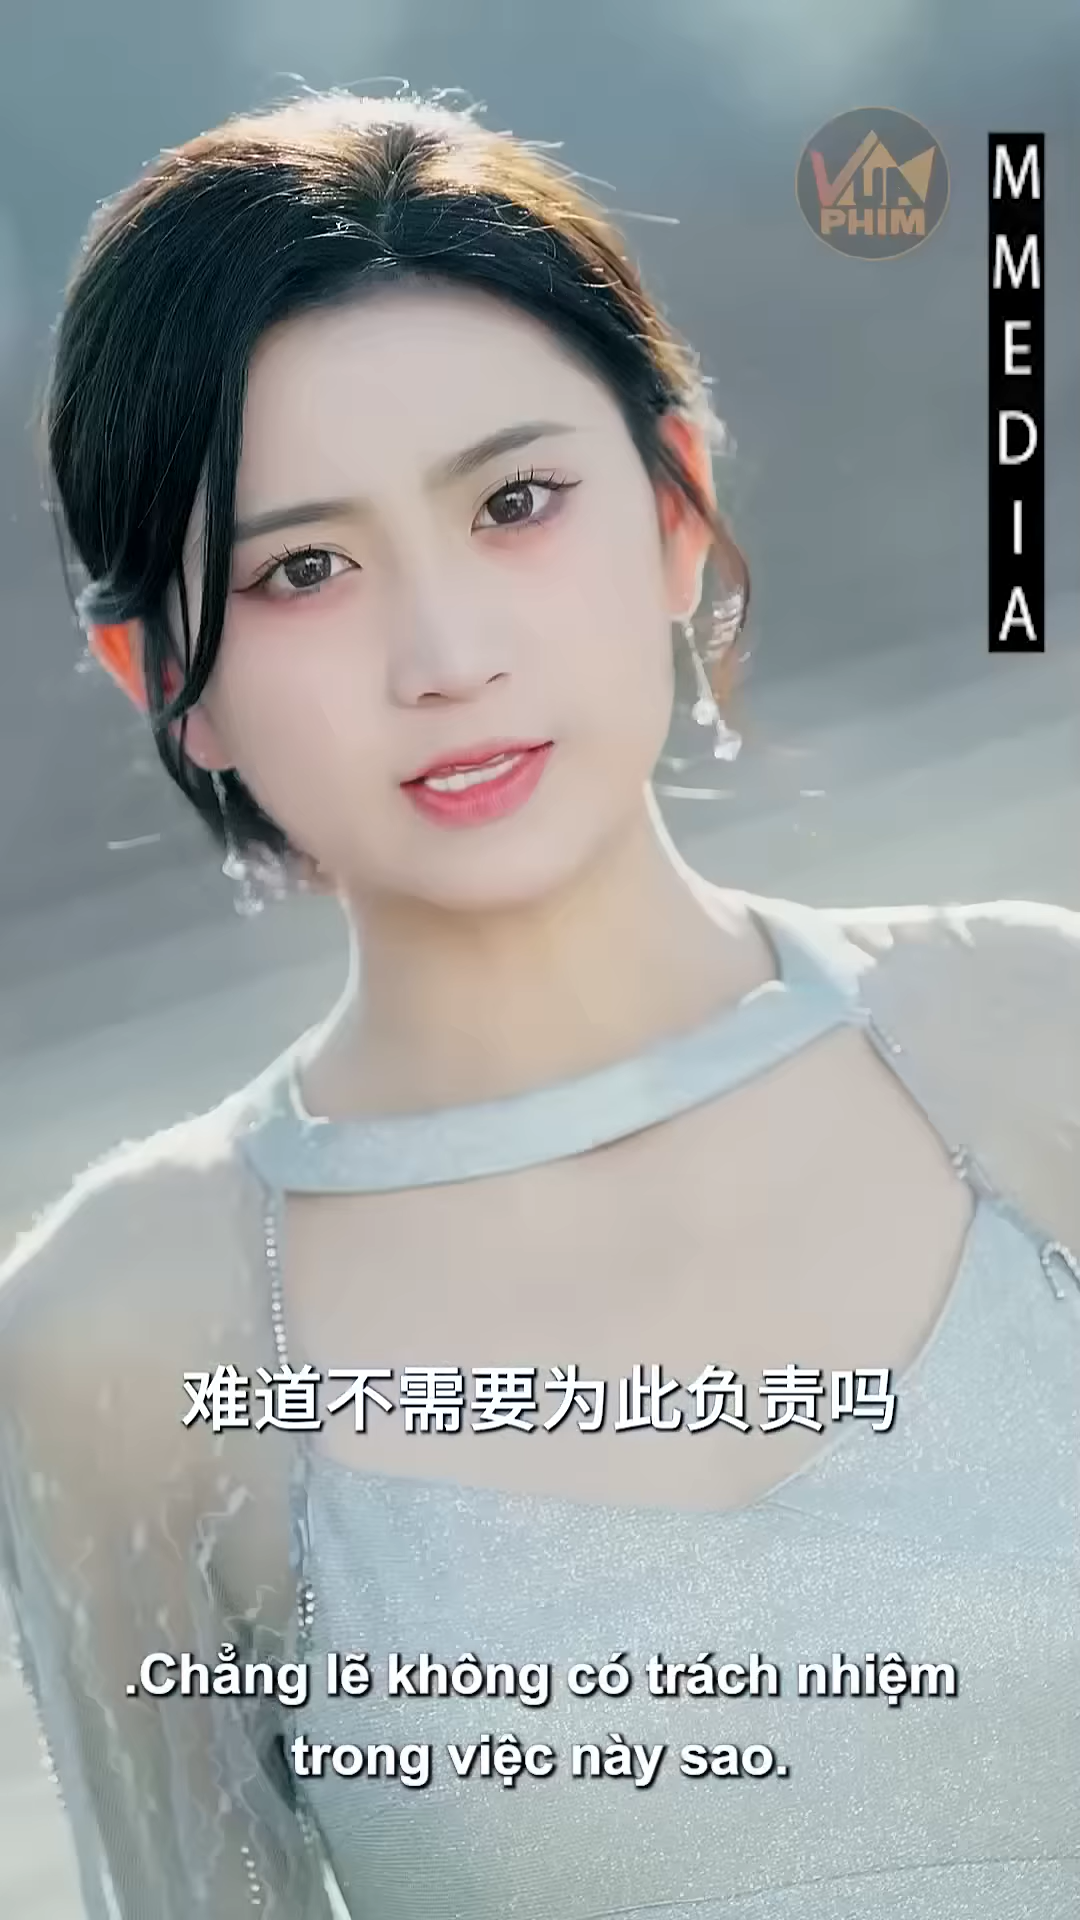 VUA
PHIM
MMEDIA
难道不需要为此负责吗
.Chẳng lẽ không có trách nhiệm
trong việc này sao.